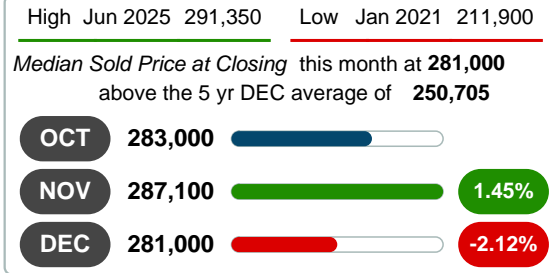 High Jun 2025 291,350 Low Jan 2021 211,900
Median Sold Price at Closing this month at 281,000
above the 5 yr DEC average of 250,705
OCT 283,000
NOV 287,100 1.45%
DEC 281,000 -2.12%